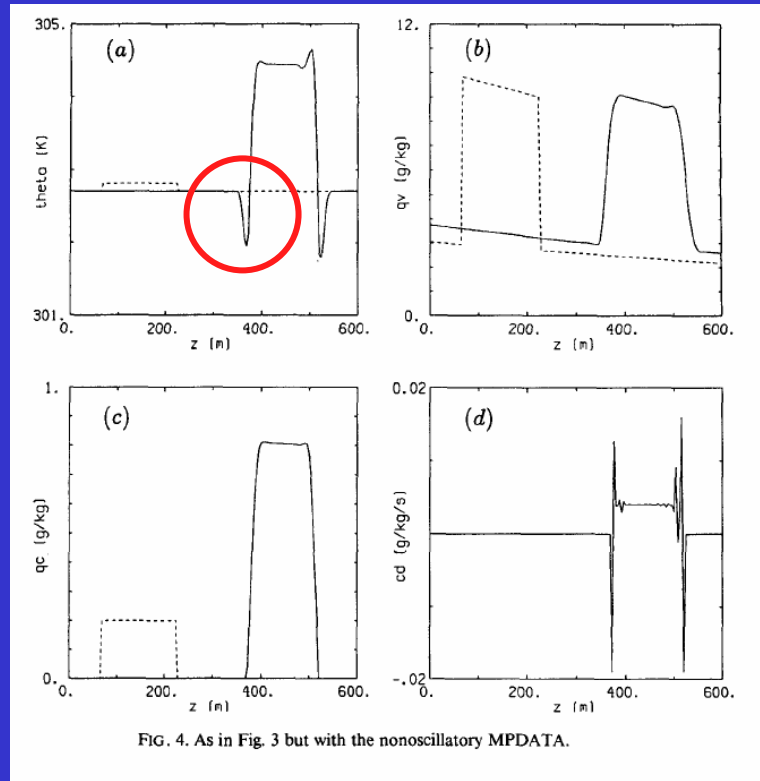 305.
(a)
theta (K)
301.
0.
200.
400.
600.
z (m)
12.
(b)
qv (g/kg)
0.
0.
200.
400.
600.
z (m)
1.
(c)
qc (g/kg)
0.
0.
200.
400.
600.
z (m)
0.02
(d)
cd (g/kg/s)
-.02
0.
200.
400.
600.
z (m)
FIG. 4. As in Fig. 3 but with the nonoscillatory MPDATA.